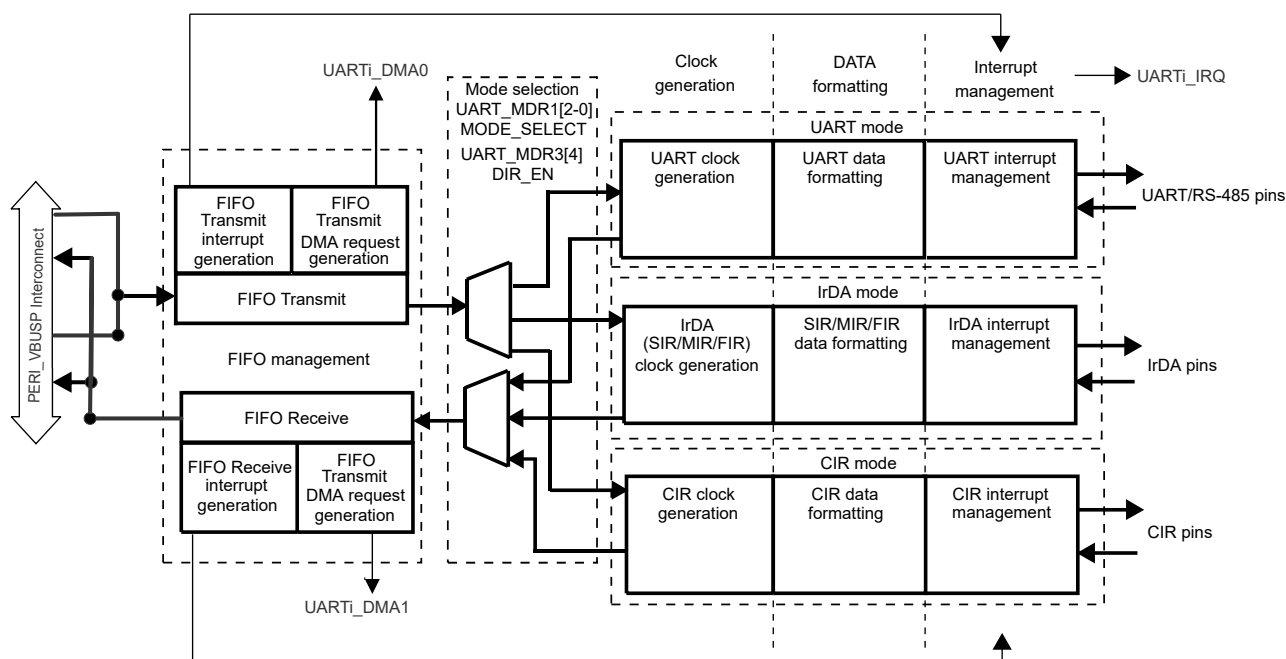 Clock
generation
DATA
formatting
Interrupt
management
UARTi_IRQ
UARTi_DMA0
Mode selection
UART_MDR1[2-0]
MODE_SELECT
UART_MDR3[4]
DIR_EN
UART mode
UART clock
generation
UART data
formatting
UART interrupt
management
UART/RS-485 pins
PERI_VBUSP Interconnect
FIFO
Transmit
interrupt
generation
FIFO
Transmit
DMA request
generation
FIFO Transmit
FIFO management
IrDA mode
IrDA
(SIR/MIR/FIR)
clock generation
SIR/MIR/FIR
data formatting
IrDA interrupt
management
IrDA pins
FIFO Receive
FIFO Receive
interrupt
generation
FIFO
Transmit
DMA request
generation
UARTi_DMA1
CIR mode
CIR clock
generation
CIR data
formatting
CIR interrupt
management
CIR pins